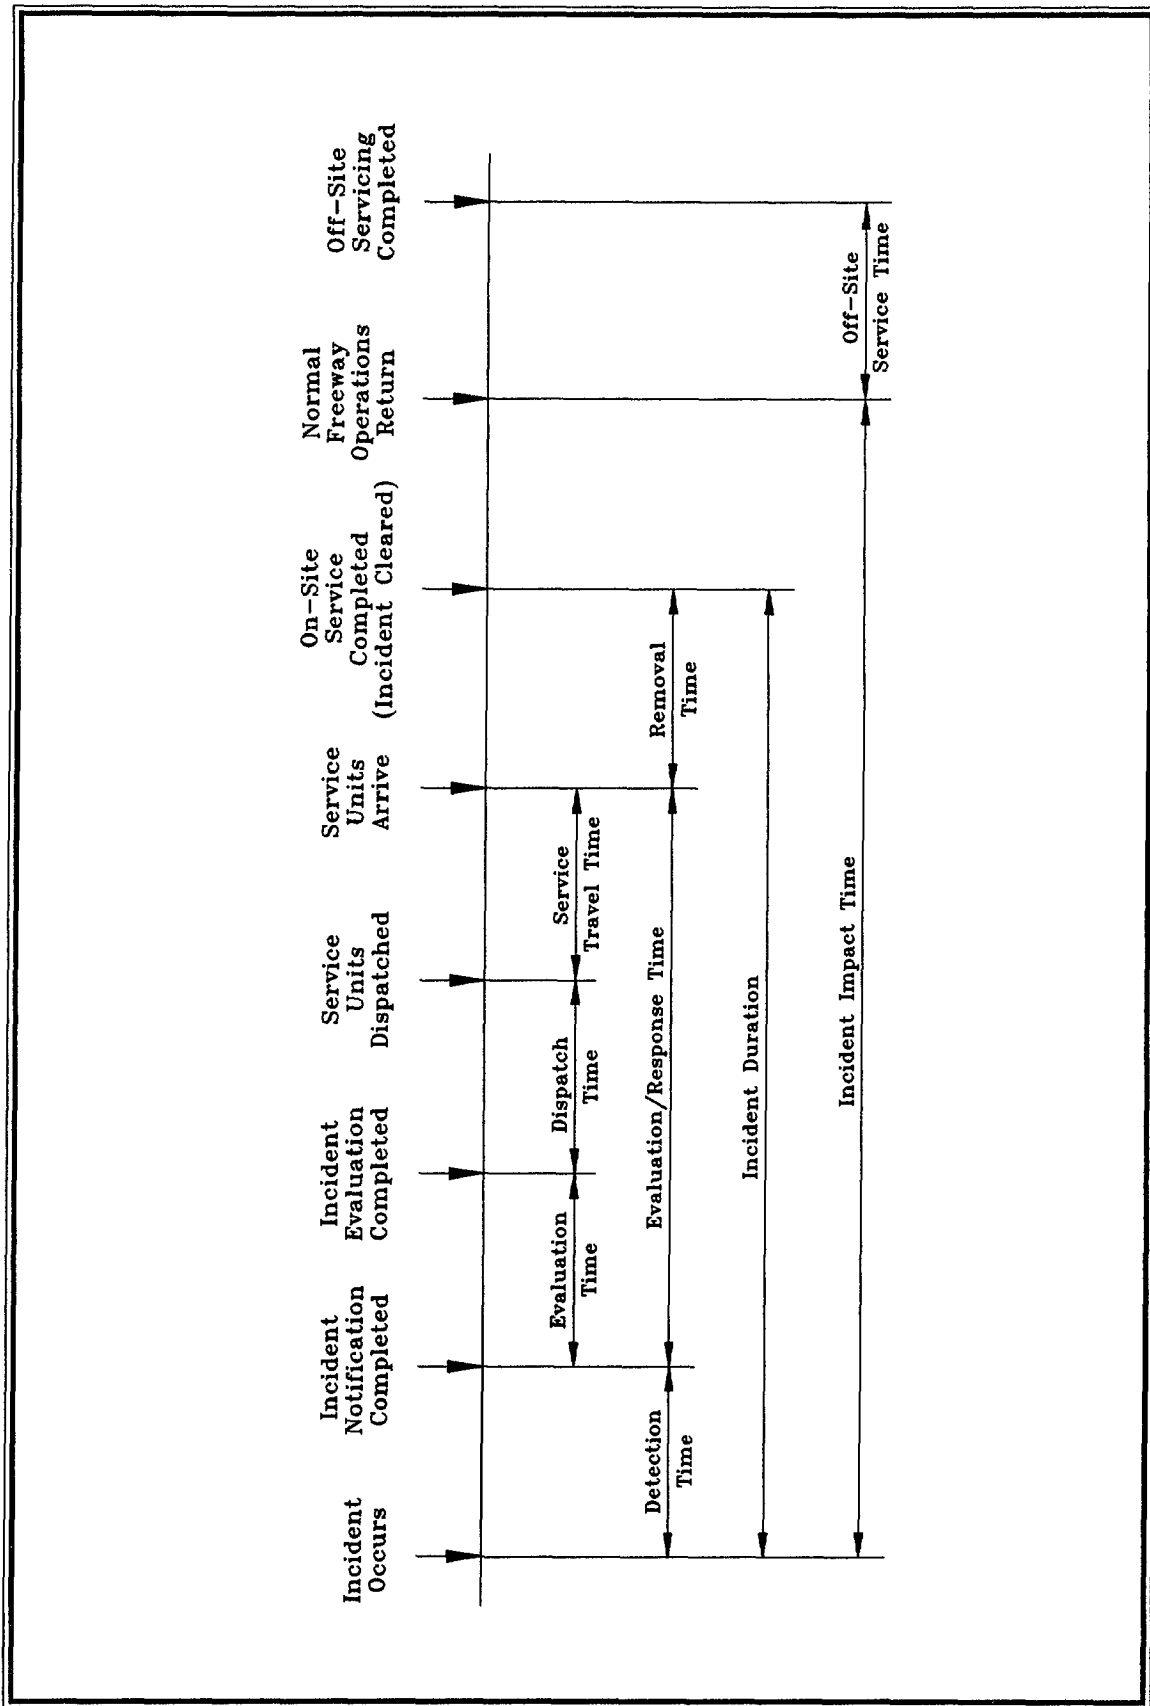 Incident
Occurs
Incident
Notification
Completed
Incident
Evaluation
Completed
Service
Units
Dispatched
Service
Units
Arrive
On-Site
Service
Completed
(Incident Cleared)
Normal
Freeway
Operations
Return
Off-Site
Servicing
Completed
Evaluation
Time
Dispatch
Time
Service
Travel Time
Detection
Time
Evaluation/Response Time
Removal
Time
Incident Duration
Incident Impact Time
Off-Site
Service Time